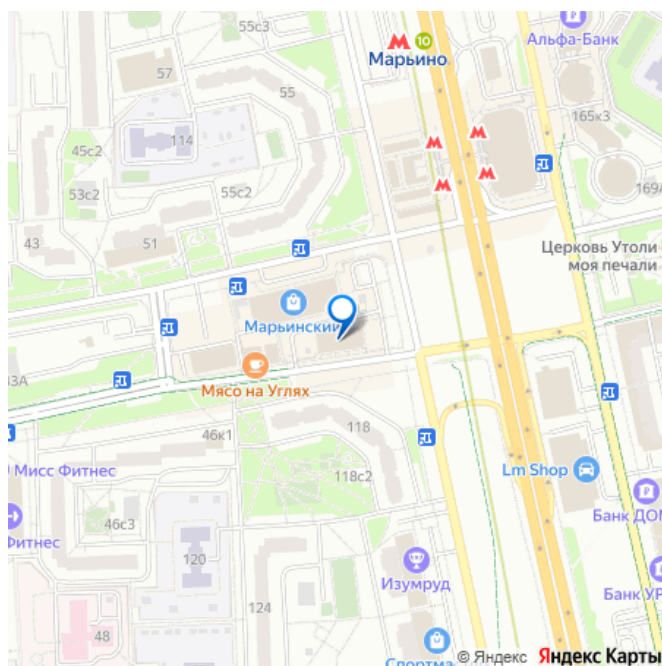 55с3
10
Марьино
Альфа-Банк
57
55
165к3
114
45с2
53с2
55с2
169А
43
51
Церковь Утоли
моя печали
Марьинский
Мясо на Углях
46к1
118
Мисс Фитнес
118с2
Lm Shop
46с3
Банк ДОМ
Фитнес
120
Изумруд
124
Банк УР
48
© Яндекс Яндекс Карты